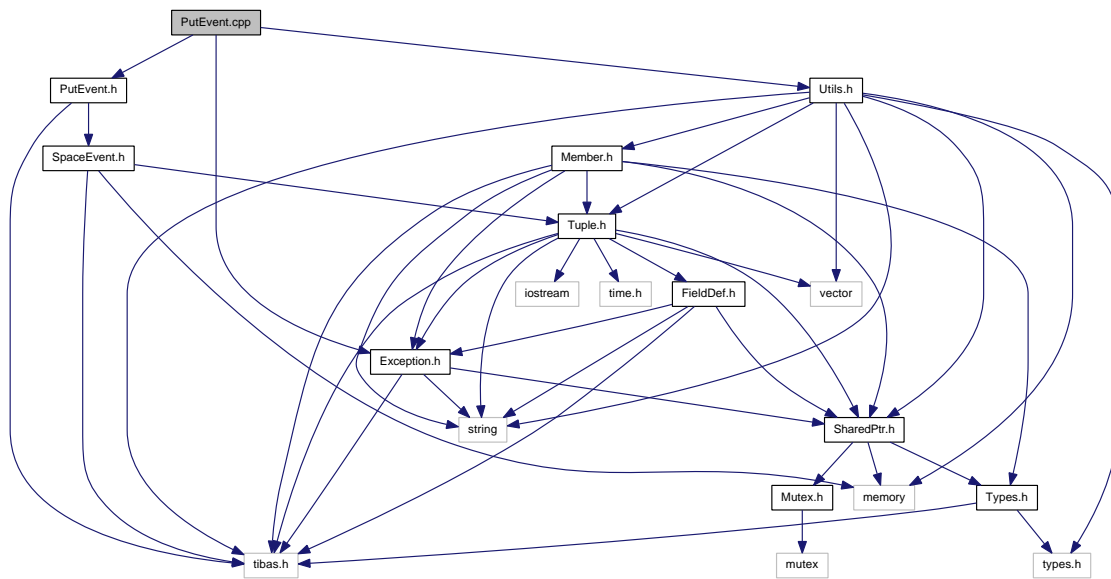 PutEvent.cpp
PutEvent.h
Utils.h
SpaceEvent.h
Member.h
Tuple.h
iostream
time.h
FieldDef.h
vector
Exception.h
string
SharedPtr.h
Mutex.h
memory
Types.h
tibas.h
mutex
types.h